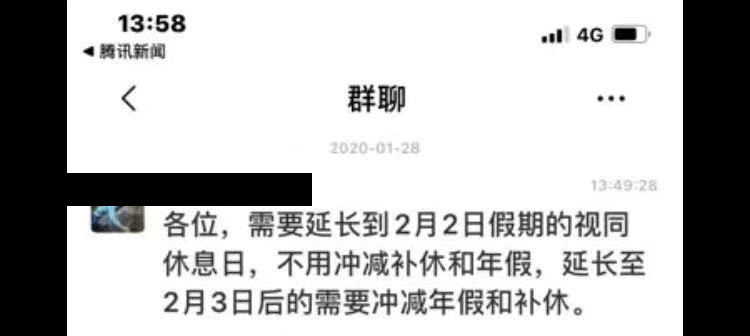 13:58
4G
◀ 腾讯新闻
群聊
2020-01-28
13:49:28
各位，需要延长到2月2日假期的视同
休息日，不用冲减补休和年假，延长至
2月3日后的需要冲减年假和补休。